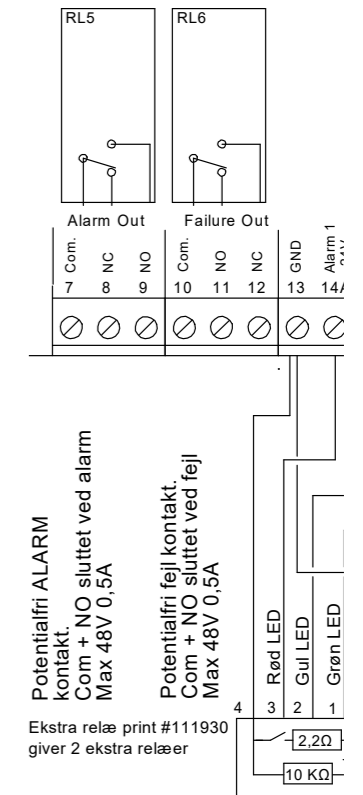 RL5 RL6
Alarm Out Failure Out
Com. NC NO Com. NO NC GND Alarm 1
24V
7 8 9 10 11 12 13 14A
Potentialfri ALARM
kontakt.
Com + NO sluttet ved alarm
Max 48V 0,5A
Potentialfri fejl kontakt.
Com + NO sluttet ved fejl
Max 48V 0,5A
Rød LED
Gul LED
Grøn LED
4 3 2 1
Ekstra relæ print #111930
giver 2 ekstra relæer
2,2Ω
10 KΩ